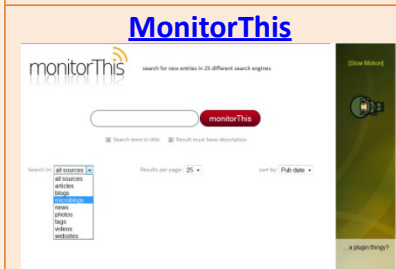 MonitorThis
monitorThis
search for new entries in 25 different search engines
[Slow Motion]
monitorThis
Search term in title Result must have description
Search in: all sources Results per page: 25 sort by: Pub date
all sources
articles
blogs
microblogs
news
photos
tags
videos
websites
...a plugin thingy?